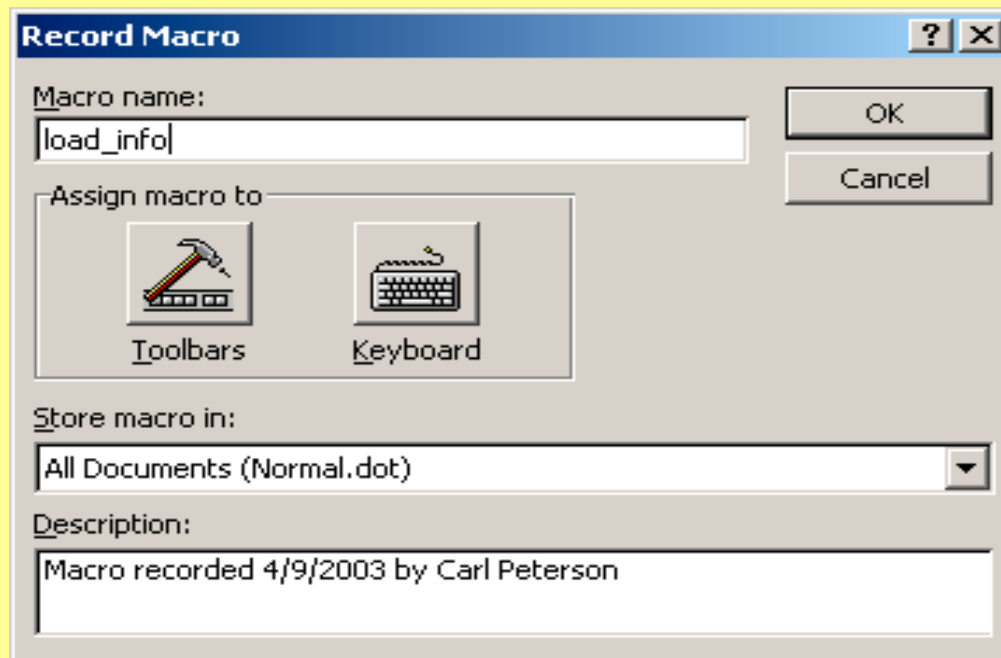 Record Macro
Macro name:
OK
load_info
Cancel
Assign macro to
Toolbars Keyboard
Store macro in:
All Documents (Normal.dot)
Description:
Macro recorded 4/9/2003 by Carl Peterson